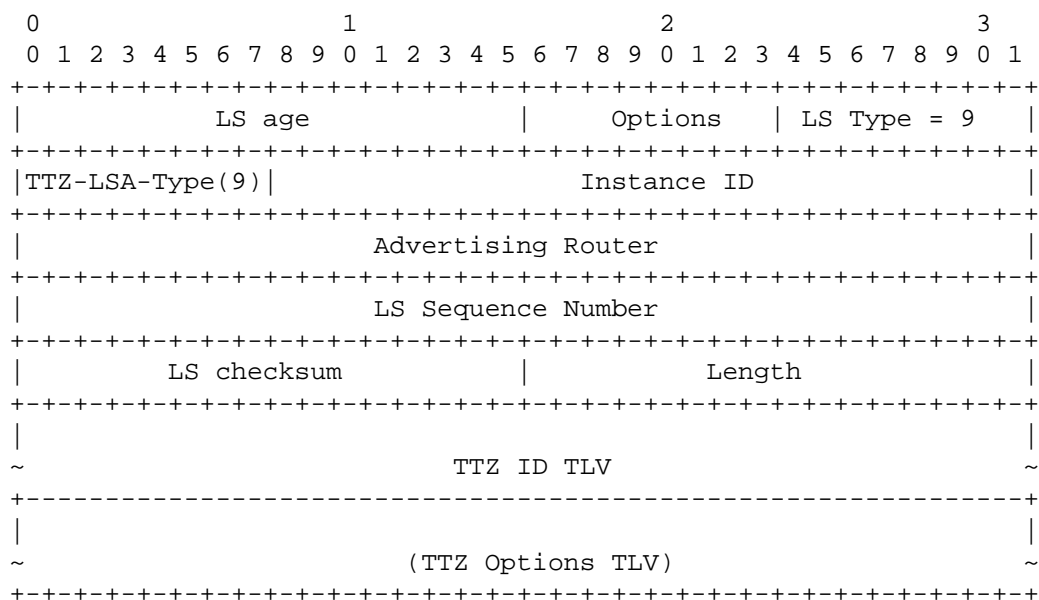 0                   1                   2                   3
 0 1 2 3 4 5 6 7 8 9 0 1 2 3 4 5 6 7 8 9 0 1 2 3 4 5 6 7 8 9 0 1
+-+-+-+-+-+-+-+-+-+-+-+-+-+-+-+-+-+-+-+-+-+-+-+-+-+-+-+-+-+-+-+-+
|            LS age             |     Options   | LS Type = 9   |
+-+-+-+-+-+-+-+-+-+-+-+-+-+-+-+-+-+-+-+-+-+-+-+-+-+-+-+-+-+-+-+-+
|TTZ-LSA-Type(9)|                   Instance ID                 |
+-+-+-+-+-+-+-+-+-+-+-+-+-+-+-+-+-+-+-+-+-+-+-+-+-+-+-+-+-+-+-+-+
|                      Advertising Router                       |
+-+-+-+-+-+-+-+-+-+-+-+-+-+-+-+-+-+-+-+-+-+-+-+-+-+-+-+-+-+-+-+-+
|                      LS Sequence Number                       |
+-+-+-+-+-+-+-+-+-+-+-+-+-+-+-+-+-+-+-+-+-+-+-+-+-+-+-+-+-+-+-+-+
|         LS checksum           |           Length              |
+-+-+-+-+-+-+-+-+-+-+-+-+-+-+-+-+-+-+-+-+-+-+-+-+-+-+-+-+-+-+-+-+
|                                                               |
~                           TTZ ID TLV                          ~
+---------------------------------------------------------------+
|                                                               |
~                        (TTZ Options TLV)                      ~
+-+-+-+-+-+-+-+-+-+-+-+-+-+-+-+-+-+-+-+-+-+-+-+-+-+-+-+-+-+-+-+-+